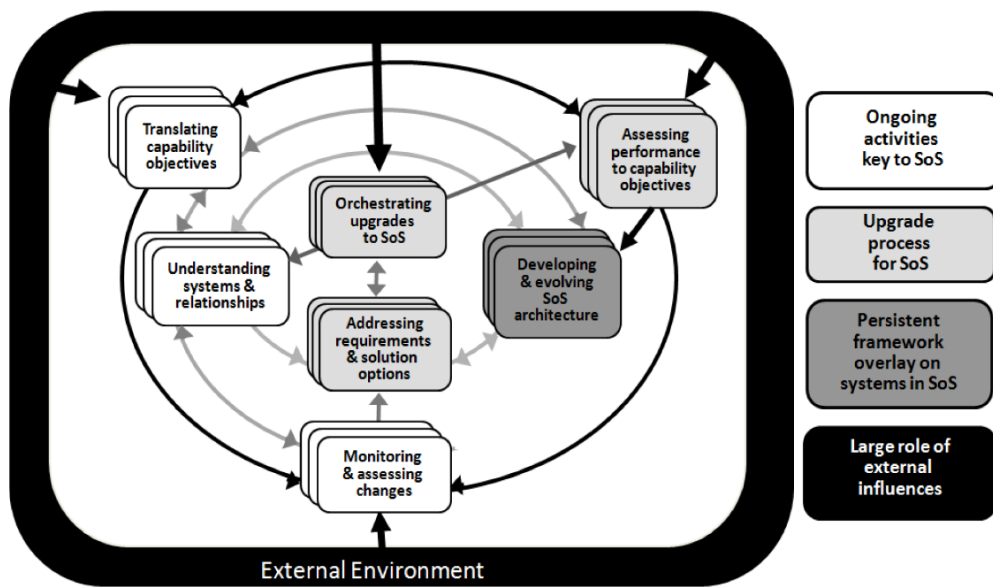 Translating
capability
objectives
Assessing
performance
to capability
objectives
Orchestrating
upgrades
to SoS
Understanding
systems &
relationships
Developing
& evolving
SoS
architecture
Addressing
requirements
& solution
options
Monitoring
& assessing
changes
External Environment
Ongoing
activities
key to SoS
Upgrade
process
for SoS
Persistent
framework
overlay on
systems in SoS
Large role of
external
influences